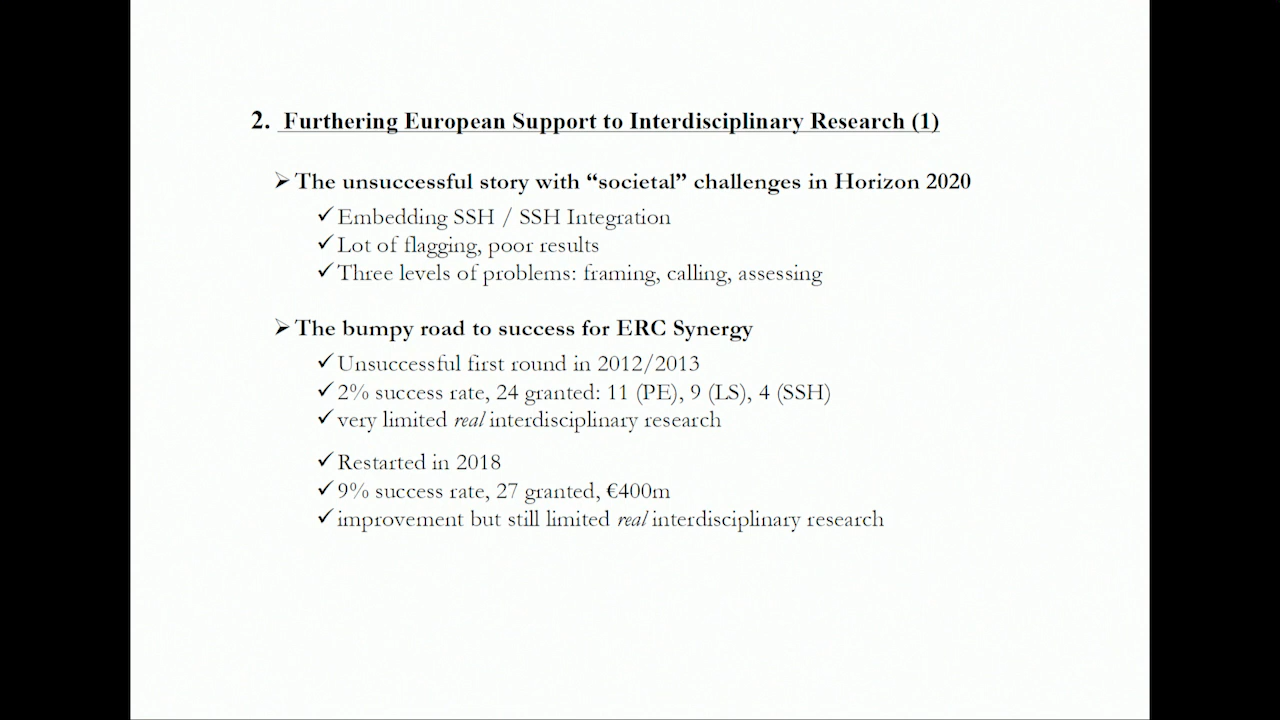 2. Furthering European Support to Interdisciplinary Research (1)
➢ The unsuccessful story with “societal” challenges in Horizon 2020
✓ Embedding SSH / SSH Integration
✓ Lot of flagging, poor results
✓ Three levels of problems: framing, calling, assessing
➢ The bumpy road to success for ERC Synergy
✓ Unsuccessful first round in 2012/2013
✓ 2% success rate, 24 granted: 11 (PE), 9 (LS), 4 (SSH)
✓ very limited real interdisciplinary research
✓ Restarted in 2018
✓ 9% success rate, 27 granted, €400m
✓ improvement but still limited real interdisciplinary research